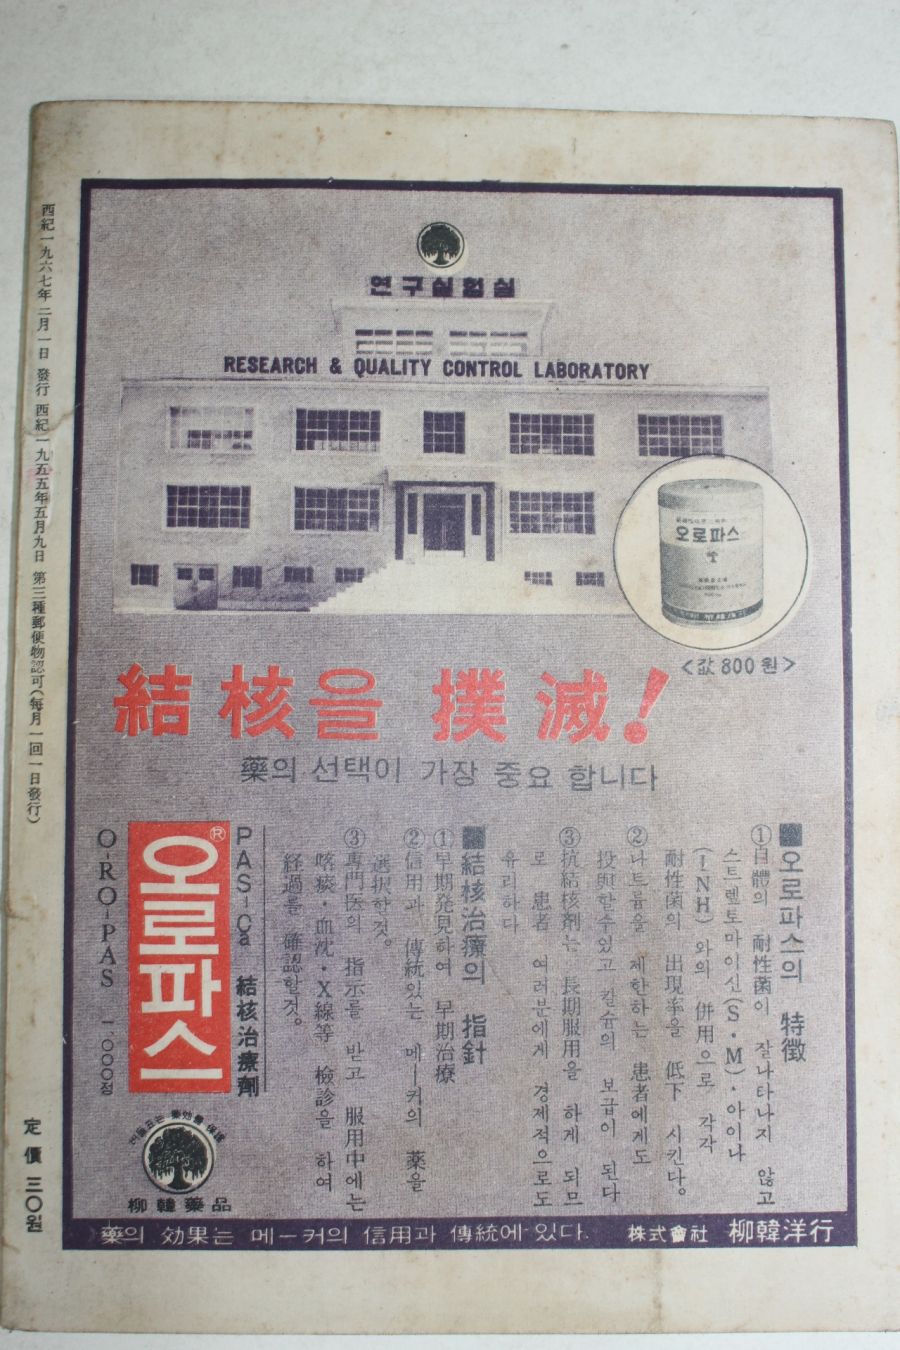 西紀一九六七年 二月一日 發行 西紀一九五五年五月九日 第三種郵便物認可(每月一回一日發行)
定價 三〇원
연구실험실
RESEARCH & QUALITY CONTROL LABORATORY
오로파스
<값 800원>
結核을 撲滅!
藥의 선택이 가장 중요 합니다
■오로파스의 特徵
①自體의 耐性菌이 잘나타나지 않고
스트렙토마이신(S·M)·아이나
(INH) 와의 併用으로 각각
耐性菌의 出現率을 低下 시킨다。
②나트륨을 제한하는 患者에게도
投與할수있고 칼슘의 보급이 된다
③抗結核劑는 長期服用을 하게 되므
로 患者 여러분에게 경제적으로도
유리하다
■結核治療의 指針
①早期発見하여 早期治療
②信用과 傳統있는 메ー커의 藥을
選択할것。
③專門医의 指示를 받고 服用中에는
喀痰·血沈·X線等 檢診을 하여
経過를 確認할것。
PAS-Ca 結核治療劑
오로파스®
O-RO-PAS 一·〇〇〇정
버들표는 藥効를 保證
柳韓藥品
藥의 効果는 메ー커의 信用과 傳統에 있다. 株式會社 柳韓洋行